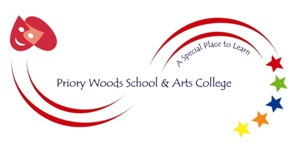 A Special Place to Learn
Priory Woods School & Arts College